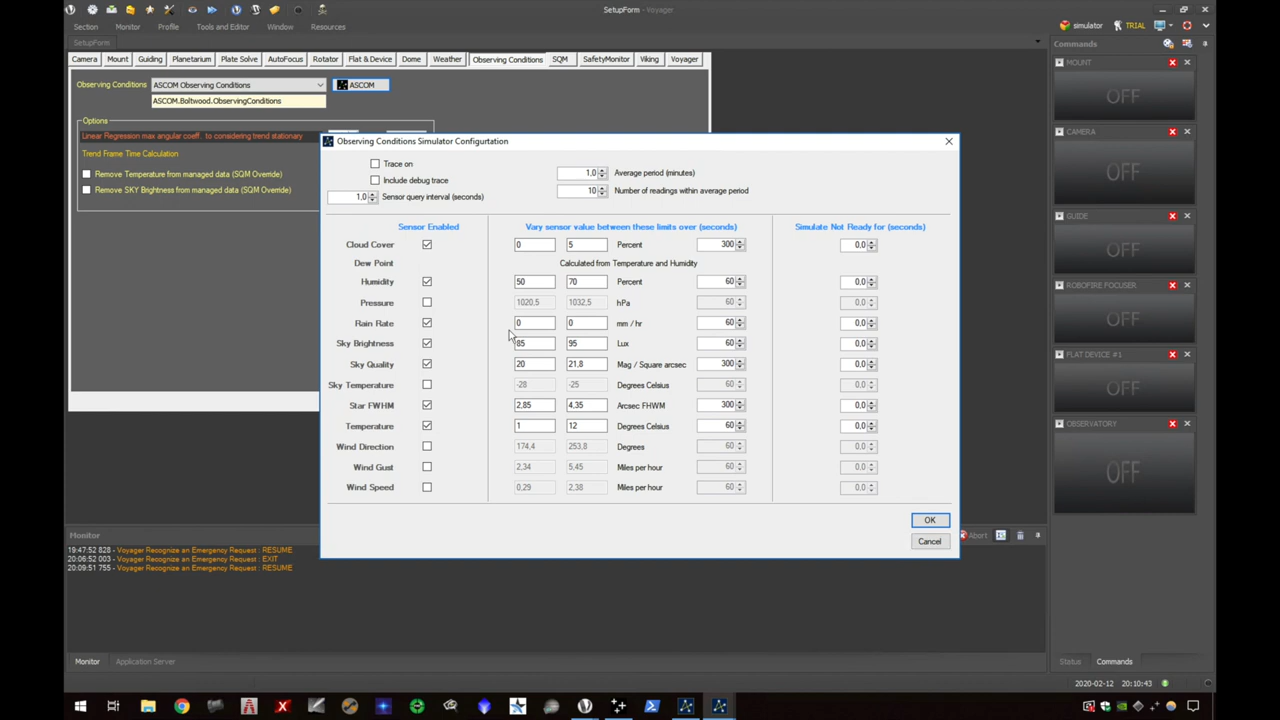 SetupForm - Voyager
Section Monitor Profile Tools and Editor Window Resources
simulator TRIAL
SetupForm
Commands
Camera Mount Guiding Planetarium Plate Solve AutoFocus Rotator Flat & Device Dome Weather Observing Conditions SQM SafetyMonitor Viking Voyager
Observing Conditions ASCOM Observing Conditions ASCOM
ASCOM.Boltwood.ObservingConditions
Options
Linear Regression max angular coeff. to considering trend stationary
Trend Frame Time Calculation
Remove Temperature from managed data (SQM Override)
Remove SKY Brightness from managed data (SQM Override)
Observing Conditions Simulator Configurtation
Trace on
Include debug trace
1,0 Sensor query interval (seconds)
1,0 Average period (minutes)
10 Number of readings within average period
Sensor Enabled Vary sensor value between these limits over (seconds) Simulate Not Ready for (seconds)
Cloud Cover 0 5 Percent 300 0,0
Dew Point Calculated from Temperature and Humidity
Humidity 50 70 Percent 60 0,0
Pressure 1020,5 1032,5 hPa 60 0,0
Rain Rate 0 0 mm / hr 60 0,0
Sky Brightness 85 95 Lux 60 0,0
Sky Quality 20 21,8 Mag / Square arcsec 300 0,0
Sky Temperature -28 -25 Degrees Celsius 60 0,0
Star FWHM 2,85 4,35 Arcsec FHWM 300 0,0
Temperature 1 12 Degrees Celsius 60 0,0
Wind Direction 174,4 253,8 Degrees 60 0,0
Wind Gust 2,34 5,45 Miles per hour 60 0,0
Wind Speed 0,29 2,38 Miles per hour 60 0,0
OK
Cancel
MOUNT
OFF
CAMERA
OFF
GUIDE
OFF
ROBOFIRE FOCUSER
OFF
FLAT DEVICE #1
OFF
OBSERVATORY
OFF
Monitor
Abort
19:47:52 828 - Voyager Recognize an Emergency Request : RESUME
20:06:52 003 - Voyager Recognize an Emergency Request : EXIT
20:09:51 755 - Voyager Recognize an Emergency Request : RESUME
Monitor Application Server
Status Commands
2020-02-12 20:10:43